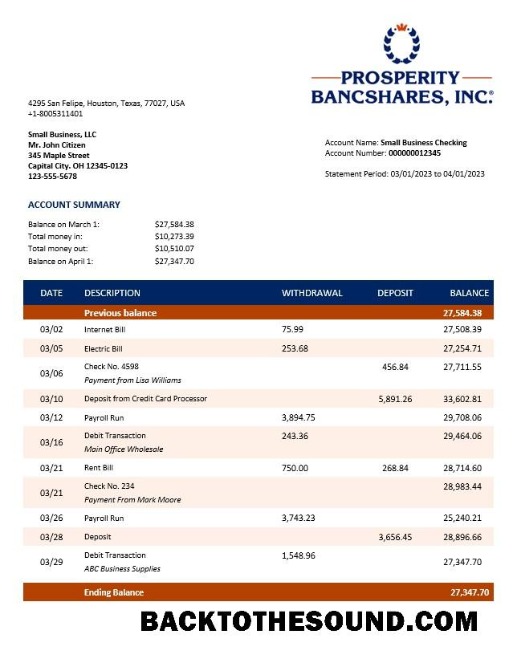 PROSPERITY
BANCSHARES, INC.®
4295 San Felipe, Houston, Texas, 77027, USA
+1-8005311401
Small Business, LLC
Mr. John Citizen
345 Maple Street
Capital City. OH 12345-0123
123-555-5678
Account Name: Small Business Checking
Account Number: 000000012345
Statement Period: 03/01/2023 to 04/01/2023
ACCOUNT SUMMARY
Balance on March 1: $27,584.38
Total money in: $10,273.39
Total money out: $10,510.07
Balance on April 1: $27,347.70
DATE DESCRIPTION WITHDRAWAL DEPOSIT BALANCE
Previous balance 27,584.38
03/02 Internet Bill 75.99 27,508.39
03/05 Electric Bill 253.68 27,254.71
03/06 Check No. 4598 456.84 27,711.55
Payment from Lisa Williams
03/10 Deposit from Credit Card Processor 5,891.26 33,602.81
03/12 Payroll Run 3,894.75 29,708.06
03/16 Debit Transaction 243.36 29,464.06
Main Office Wholesale
03/21 Rent Bill 750.00 268.84 28,714.60
03/21 Check No. 234 28,983.44
Payment From Mark Moore
03/26 Payroll Run 3,743.23 25,240.21
03/28 Deposit 3,656.45 28,896.66
03/29 Debit Transaction 1,548.96 27,347.70
ABC Business Supplies
Ending Balance 27,347.70
BACKTOTHESOUND.COM